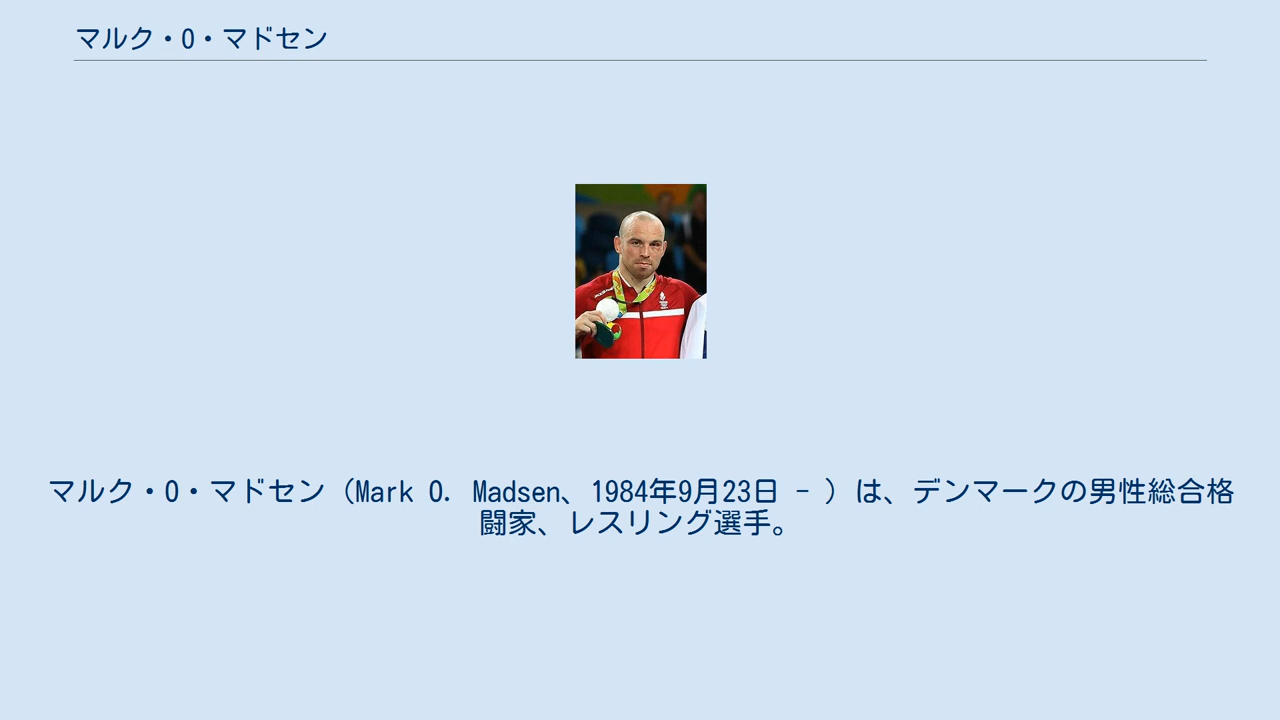 マルク・O・マドセン
マルク・O・マドセン（Mark O. Madsen、1984年9月23日 - ）は、デンマークの男性総合格
闘家、レスリング選手。